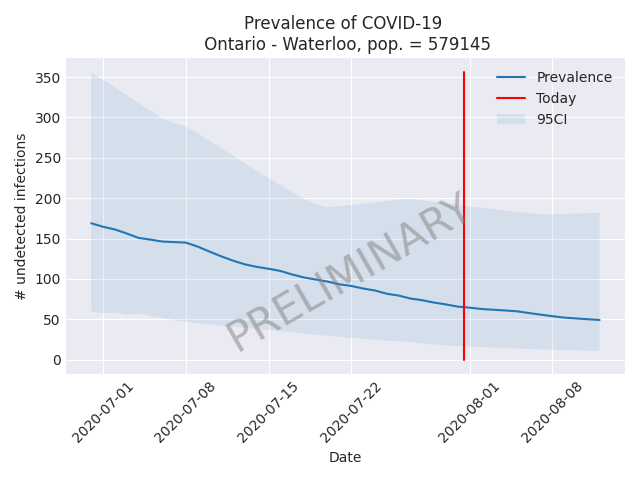 Prevalence of COVID-19
Ontario - Waterloo, pop. = 579145
# undetected infections
350
300
250
200
150
100
50
0
Prevalence
Today
95CI
PRELIMINARY
2020-07-01
2020-07-08
2020-07-15
2020-07-22
2020-08-01
2020-08-08
Date